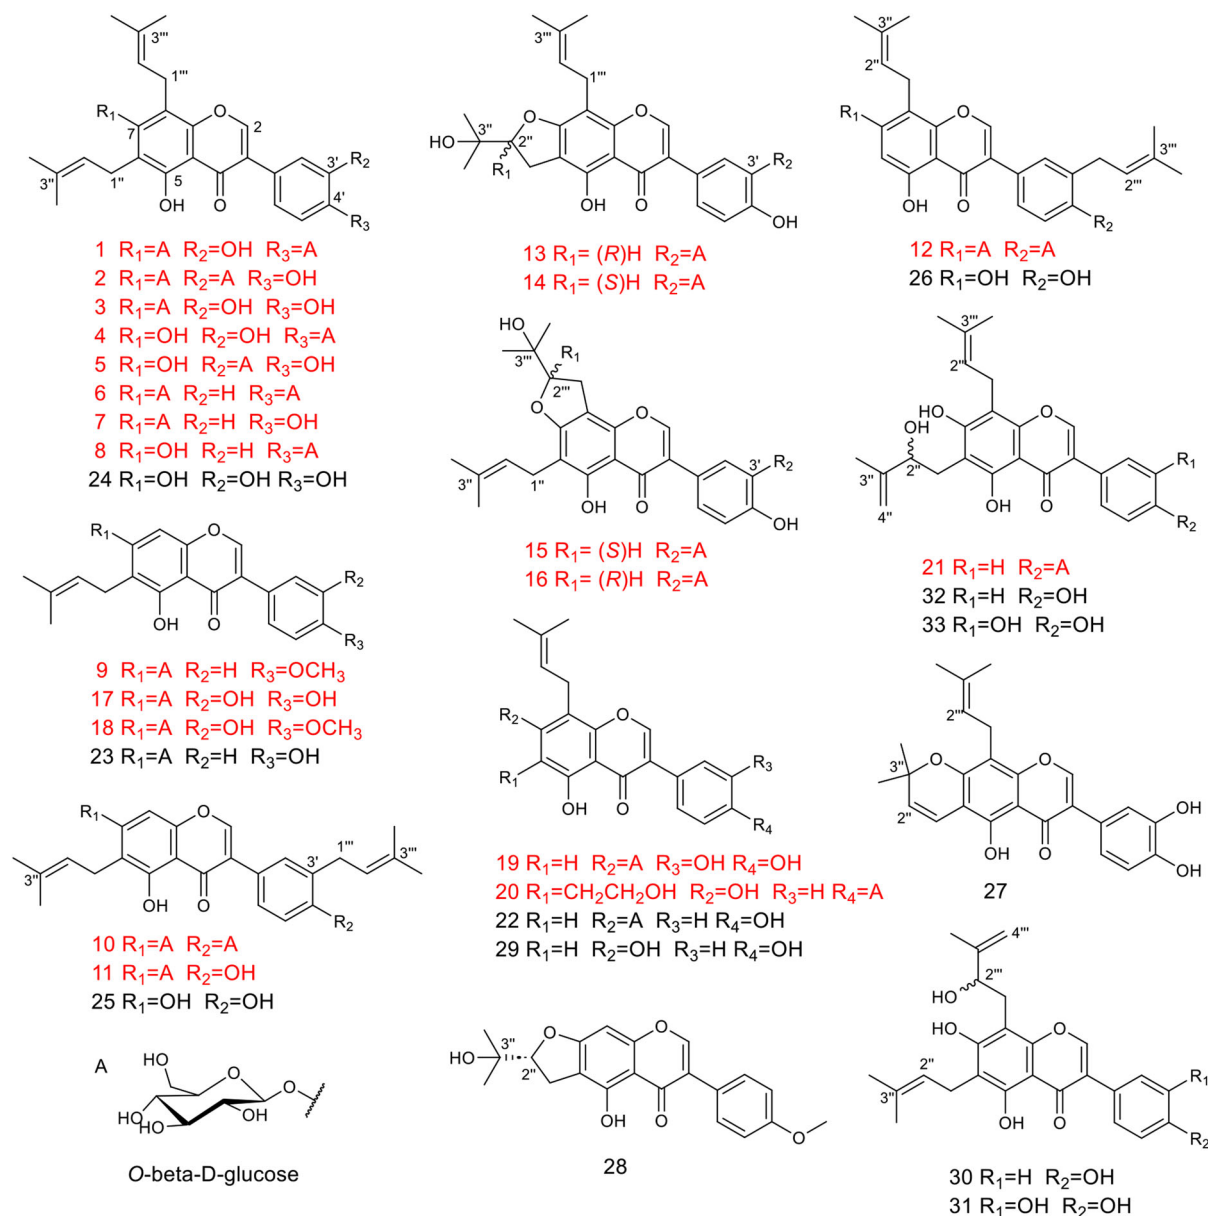 3'''
1'''
R₁
O
7
2
3'
R₂
3''
1''
5
4'
OH
O
R₃
1 R₁=A R₂=OH R₃=A
2 R₁=A R₂=A R₃=OH
3 R₁=A R₂=OH R₃=OH
4 R₁=OH R₂=OH R₃=A
5 R₁=OH R₂=A R₃=OH
6 R₁=A R₂=H R₃=A
7 R₁=A R₂=H R₃=OH
8 R₁=OH R₂=H R₃=A
24 R₁=OH R₂=OH R₃=OH
R₁
O
R₂
OH
O
R₃
9 R₁=A R₂=H R₃=OCH₃
17 R₁=A R₂=OH R₃=OH
18 R₁=A R₂=OH R₃=OCH₃
23 R₁=A R₂=H R₃=OH
R₁
O
1'''
3'''
3'
3''
OH
O
R₂
10 R₁=A R₂=A
11 R₁=A R₂=OH
25 R₁=OH R₂=OH
A
HO
O
O
HO
HO
OH
O-beta-D-glucose
3'''
1'''
O
O
3''
HO
2''
3'
R₂
R₁
OH
O
OH
13 R₁= (R)H R₂=A
14 R₁= (S)H R₂=A
HO
R₁
3'''
2'''
O
O
3'
R₂
3''
1''
OH
O
OH
15 R₁= (S)H R₂=A
16 R₁= (R)H R₂=A
R₂
O
R₃
R₁
OH
O
R₄
19 R₁=H R₂=A R₃=OH R₄=OH
20 R₁=CH₂CH₂OH R₂=OH R₃=H R₄=A
22 R₁=H R₂=A R₃=H R₄=OH
29 R₁=H R₂=OH R₃=H R₄=OH
O
O
3''
HO
2''
OH
O
O
28
3''
2''
R₁
O
3'''
2'''
OH
O
R₂
12 R₁=A R₂=A
26 R₁=OH R₂=OH
3'''
2'''
HO
O
OH
2''
R₁
3''
4''
OH
O
R₂
21 R₁=H R₂=A
32 R₁=H R₂=OH
33 R₁=OH R₂=OH
2'''
3''
O
O
2''
OH
OH
O
OH
27
4'''
2'''
HO
HO
O
2''
R₁
3''
OH
O
R₂
30 R₁=H R₂=OH
31 R₁=OH R₂=OH